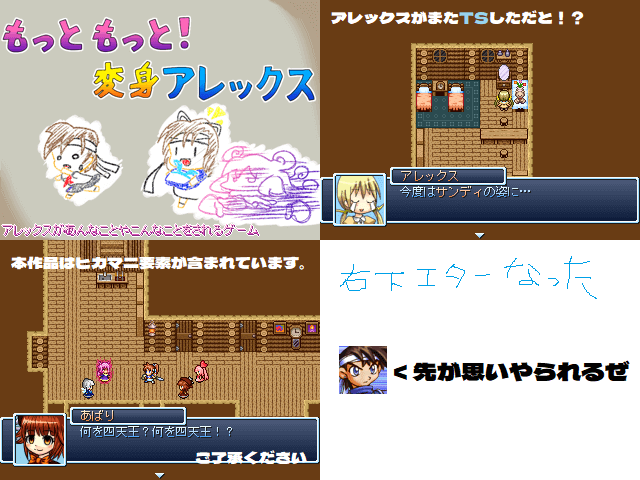 もっと もっと!
変身アレックス
アレックスがあんなことやこんなことをされるゲーム
アレックスがまたTSしただと!?
アレックス
今度はサンディの姿に…
本作品はヒカマニ要素が含まれています。
あばり
何を四天王?何を四天王!?
ご了承ください
右下エターなった
<先が思いやられるぜ